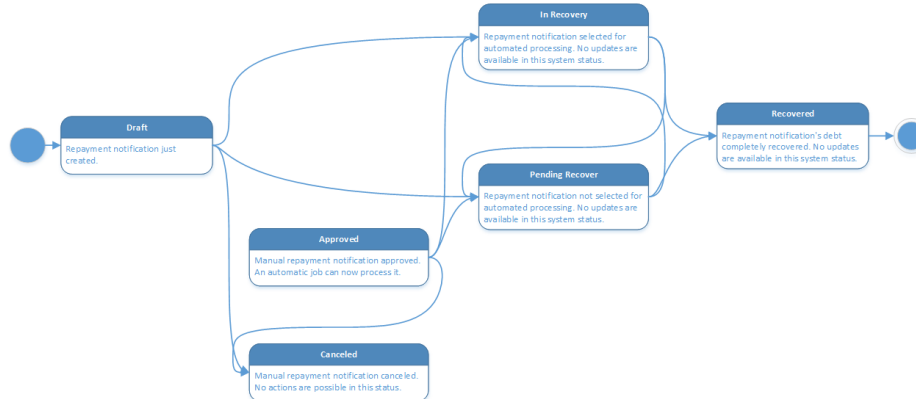 In Recovery
Repayment notification selected for
automated processing. No updates are
available in this system status.
Draft
Repayment notification just
created.
Recovered
Repayment notification's debt
completely recovered. No updates
are available in this system status.
Pending Recover
Repayment notification not selected for
automated processing. No updates are
available in this system status.
Approved
Manual repayment notification approved.
An automatic job can now process it.
Canceled
Manual repayment notification canceled.
No actions are possible in this status.